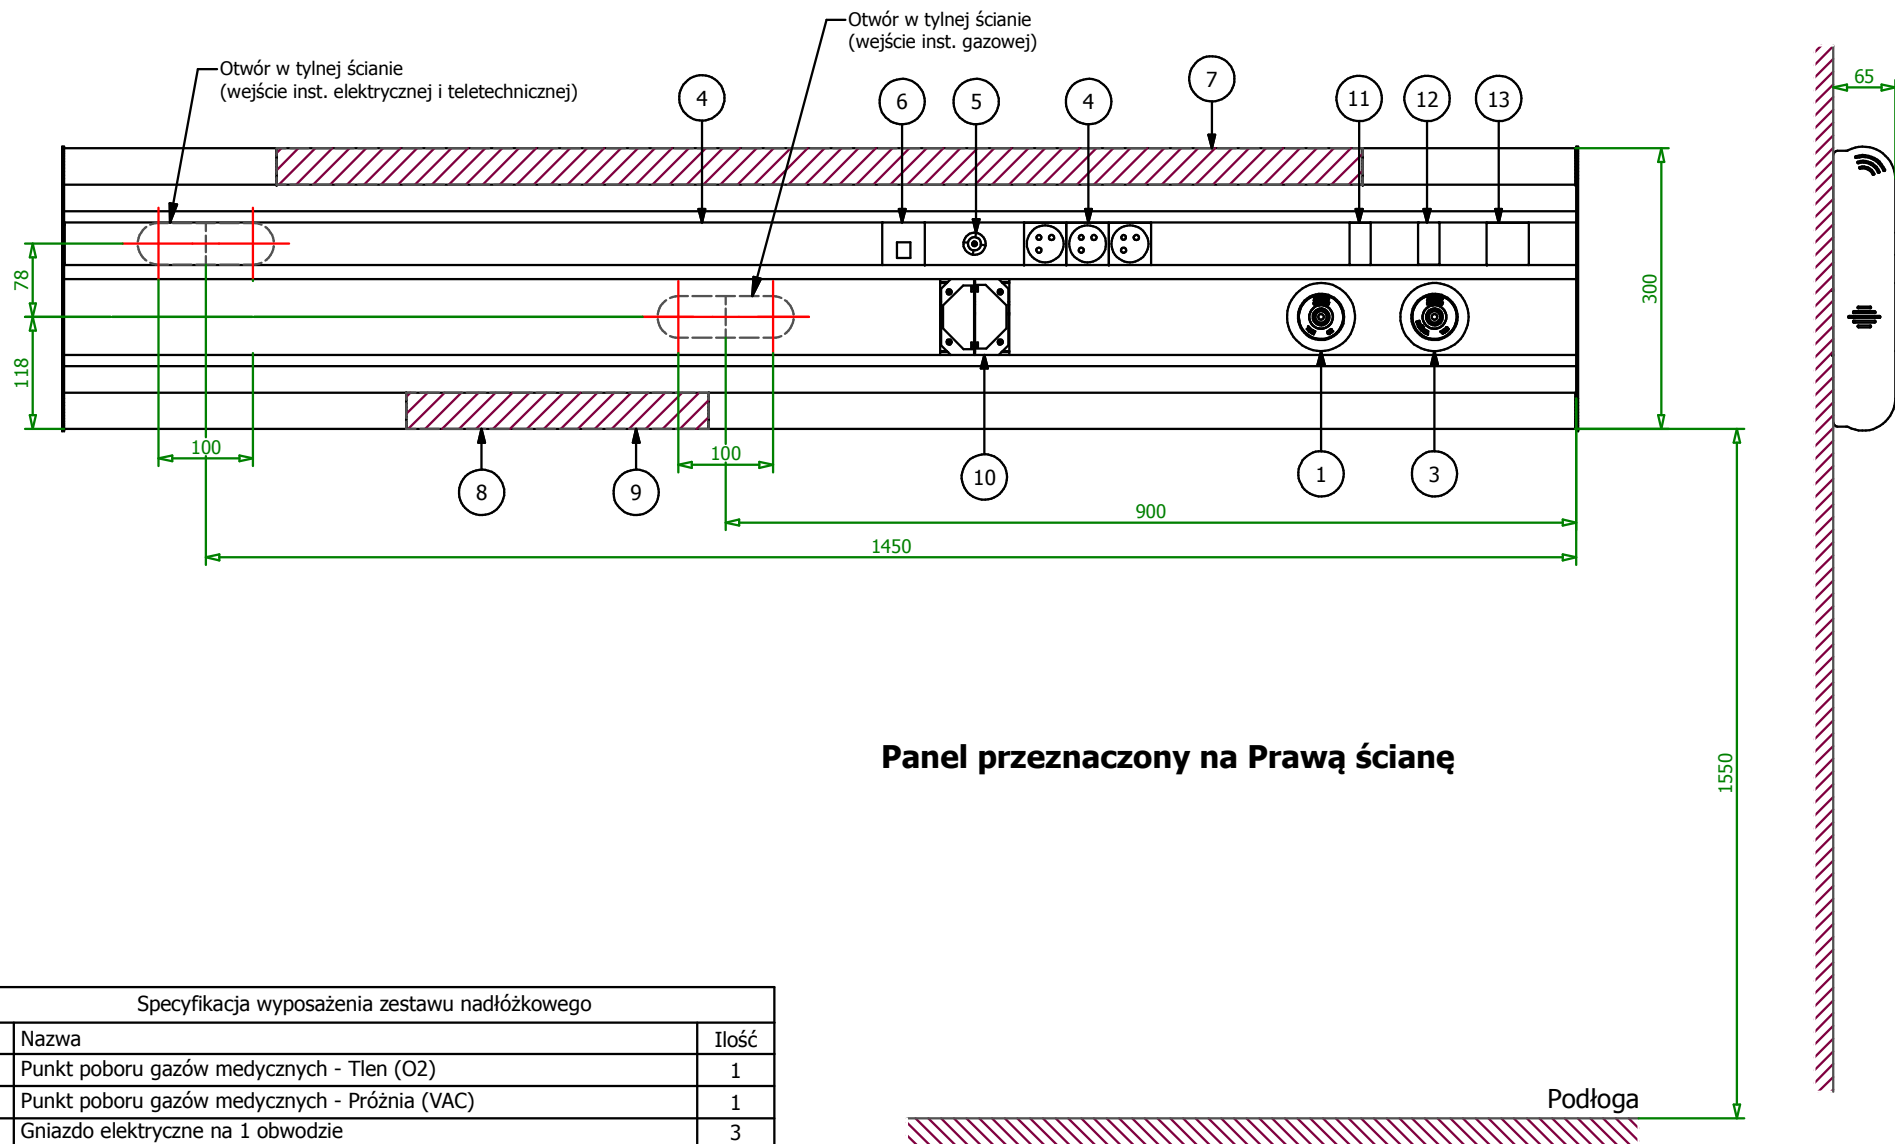 Otwór w tylnej ścianie
(wejście inst. gazowej)
Otwór w tylnej ścianie
(wejście inst. elektrycznej i teletechnicznej)
4
6
5
4
7
11
12
13
65
78
118
300
100
100
8
9
10
1
3
900
1450
Panel przeznaczony na Prawą ścianę
1550
Specyfikacja wyposażenia zestawu nadłóżkowego
Nazwa Ilość
Punkt poboru gazów medycznych - Tlen (O2) 1
Punkt poboru gazów medycznych - Próżnia (VAC) 1
Gniazdo elektryczne na 1 obwodzie 3
Podłoga